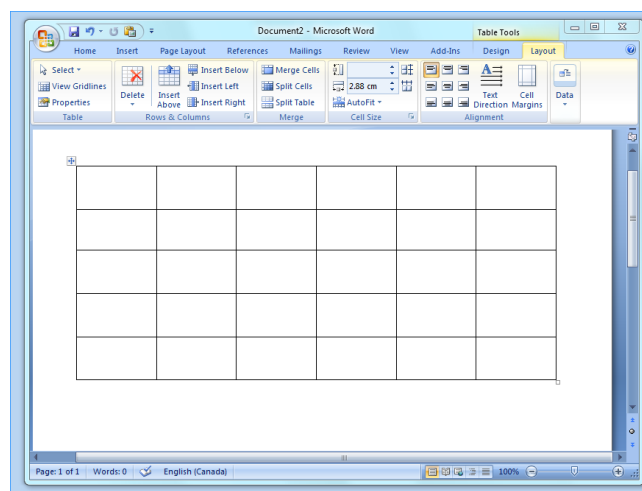 Document2 - Microsoft Word
Table Tools
Home Insert Page Layout References Mailings Review View Add-Ins Design Layout
Select
View Gridlines
Properties
Table
Delete
Insert Above
Insert Below
Insert Left
Insert Right
Rows & Columns
Merge Cells
Split Cells
Split Table
Merge
2.88 cm
AutoFit
Cell Size
Text Direction
Cell Margins
Alignment
Data
Page: 1 of 1 Words: 0 English (Canada) 100%